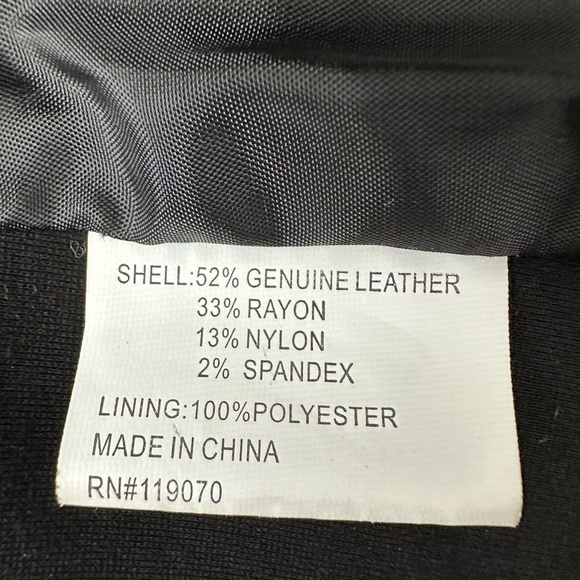 SHELL:52% GENUINE LEATHER
33% RAYON
13% NYLON
2% SPANDEX
LINING:100%POLYESTER
MADE IN CHINA
RN#119070